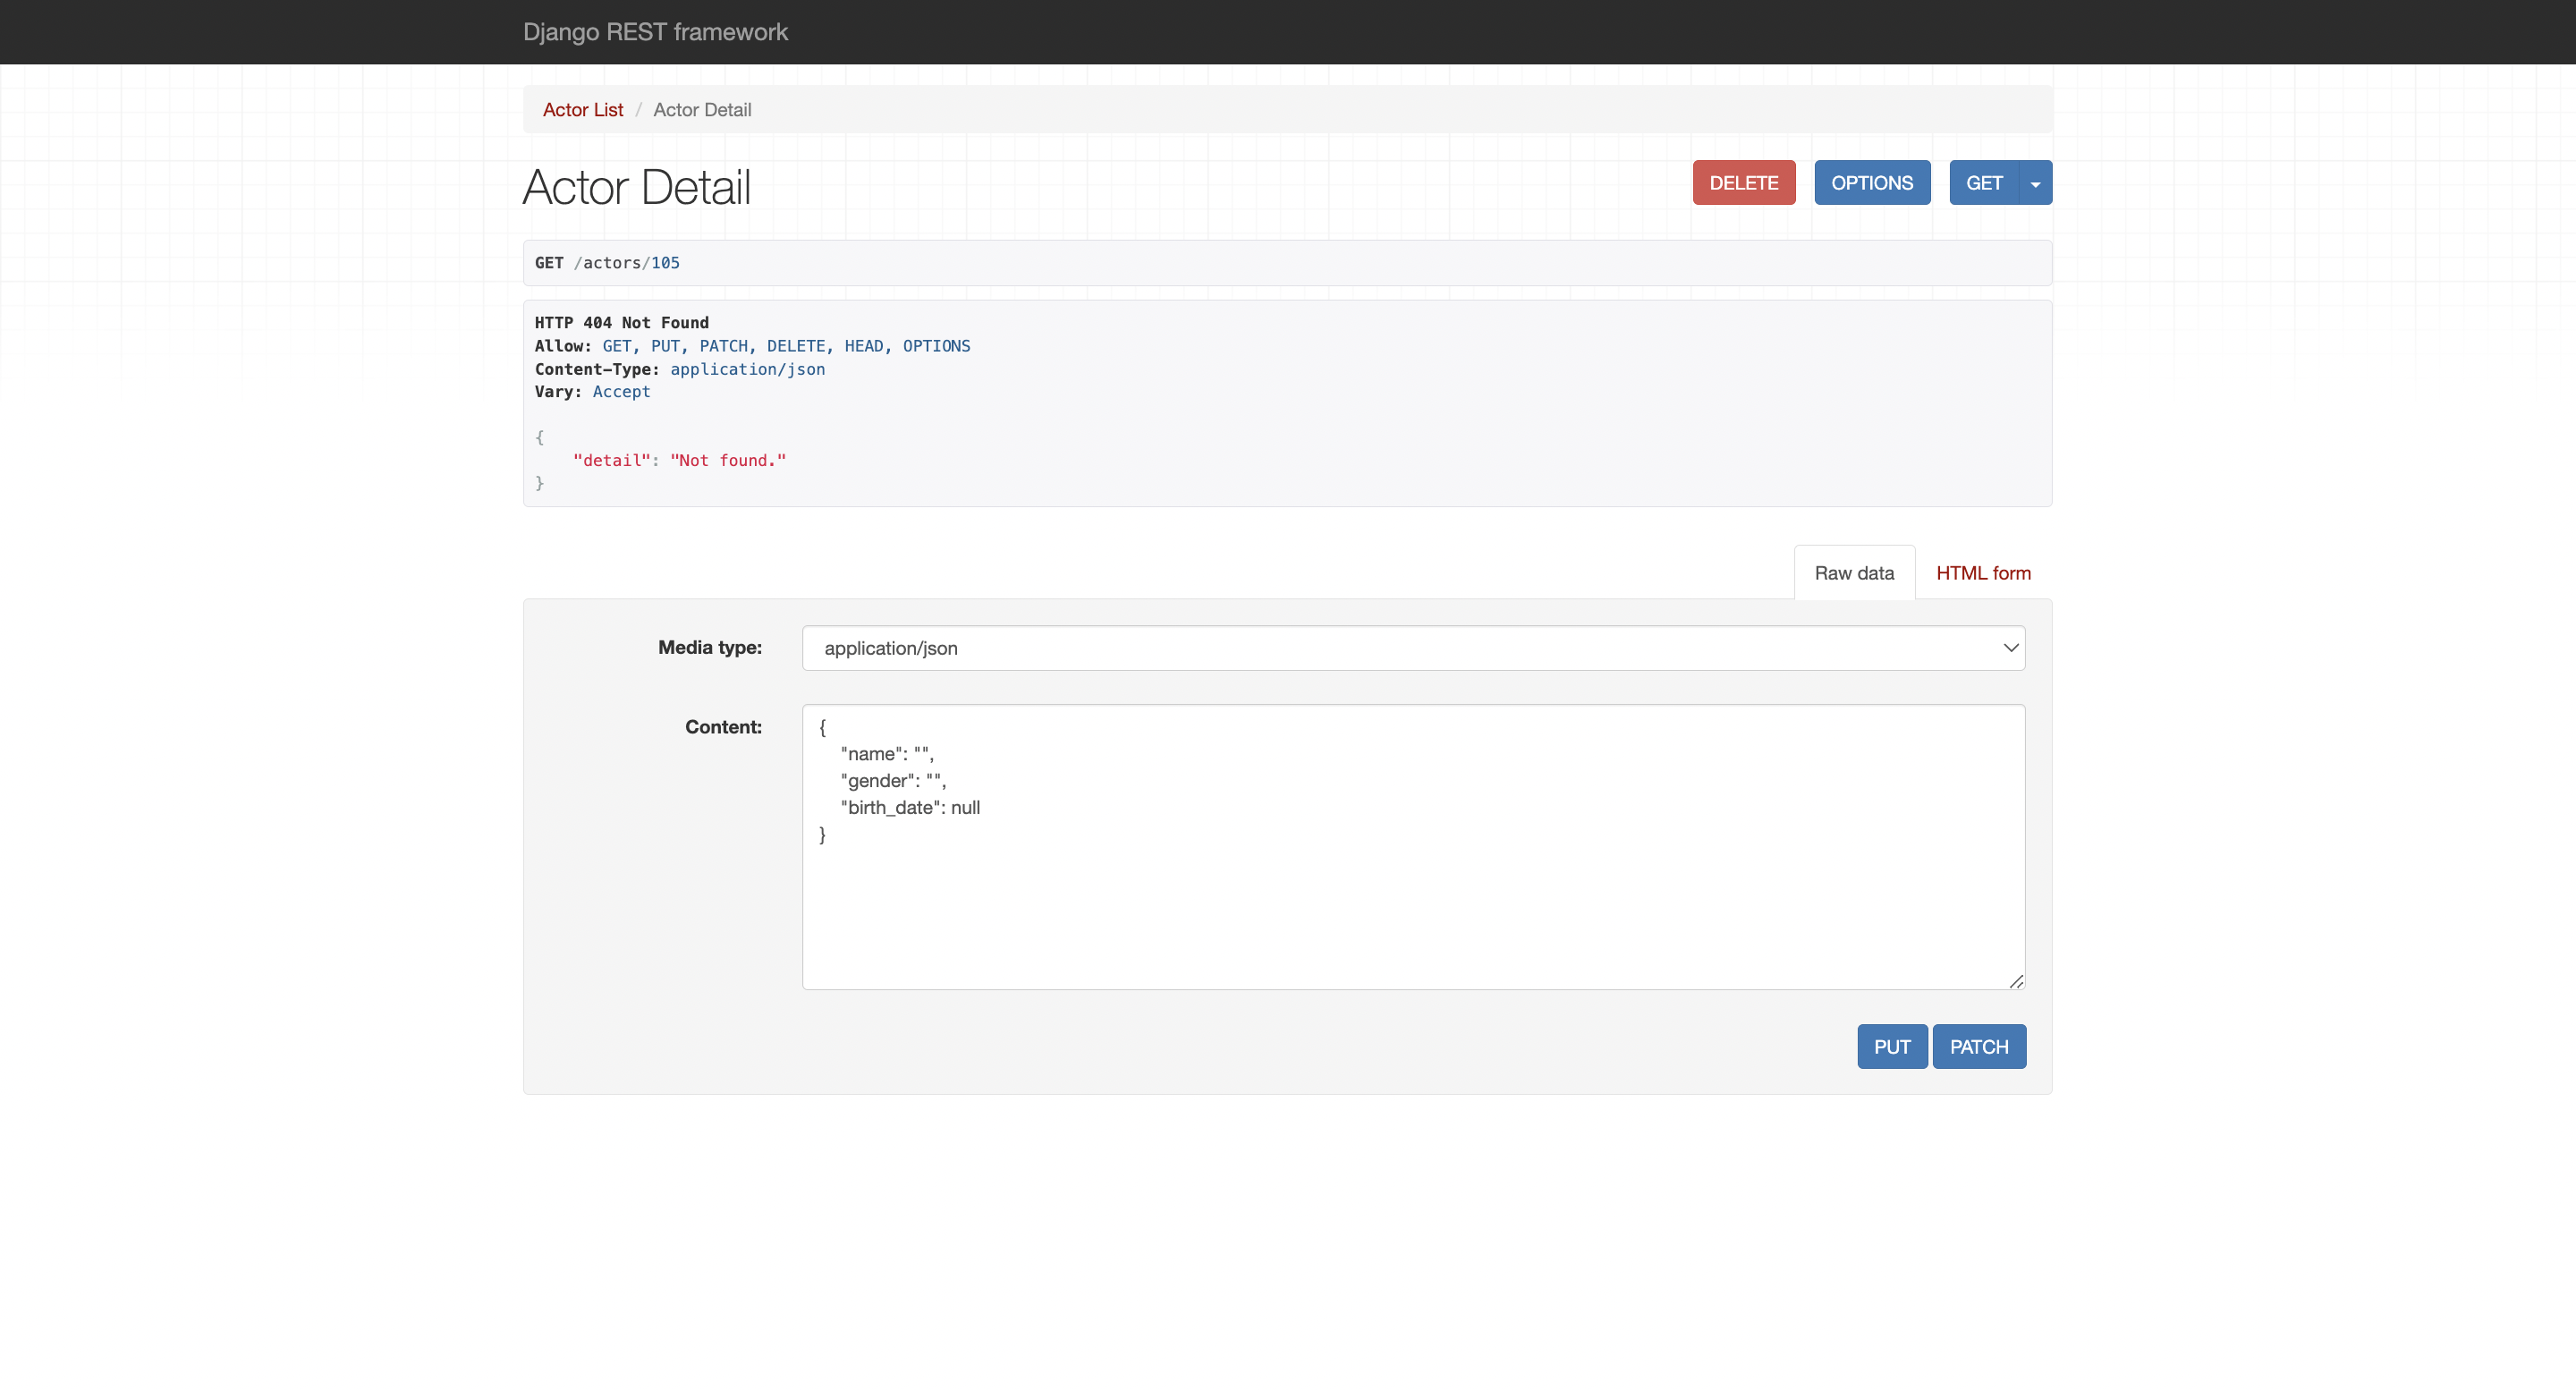 Django REST framework
Actor List / Actor Detail
Actor Detail
DELETE OPTIONS GET
GET /actors/105
HTTP 404 Not Found
Allow: GET, PUT, PATCH, DELETE, HEAD, OPTIONS
Content-Type: application/json
Vary: Accept
{
    "detail": "Not found."
}
Raw data HTML form
Media type: application/json
Content: {
    "name": "",
    "gender": "",
    "birth_date": null
}
PUT PATCH